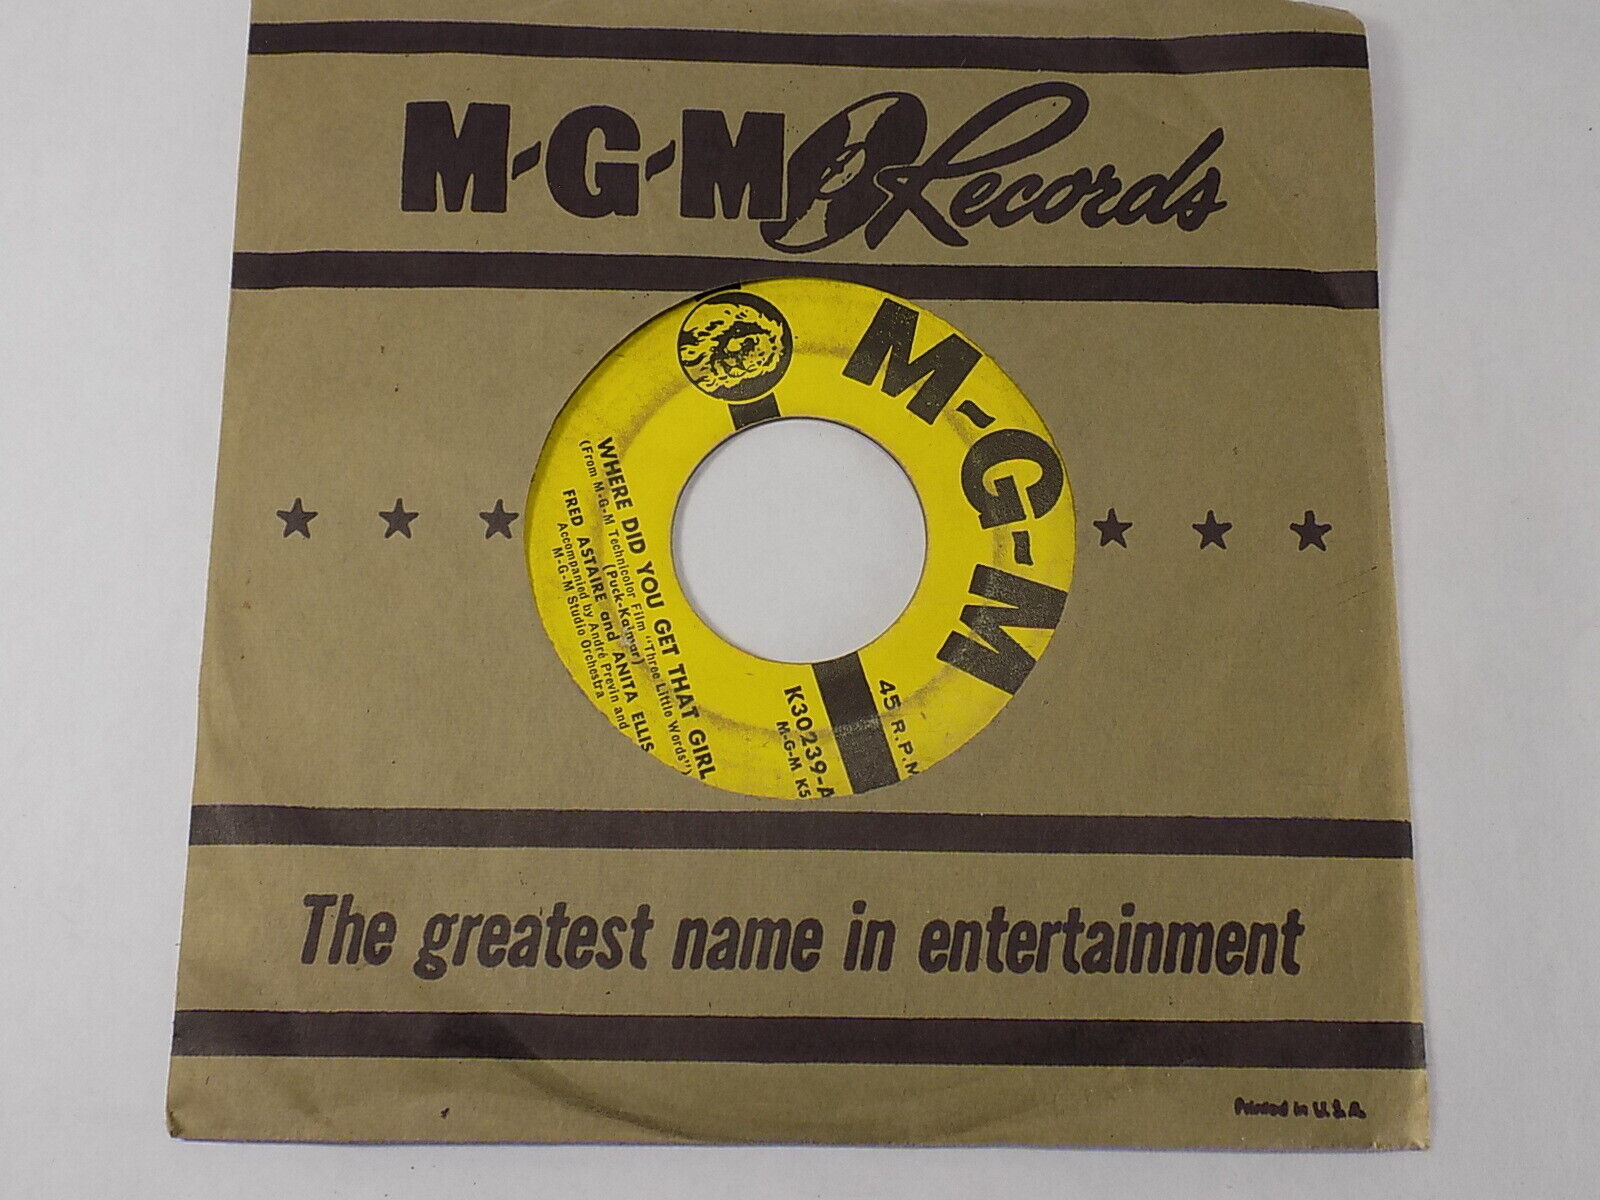 M-G-M Records
M-G-M
45 R.P.M
K30239-A
M-G-M K5
WHERE DID YOU GET THAT GIRL
(From M-G-M Technicolor Film "Three Little Words")
(Puck-Kalmar)
FRED ASTAIRE and ANITA ELLIS
Accompanied by André Previn and
M-G-M Studio Orchestra
The greatest name in entertainment
Printed in U.S.A.